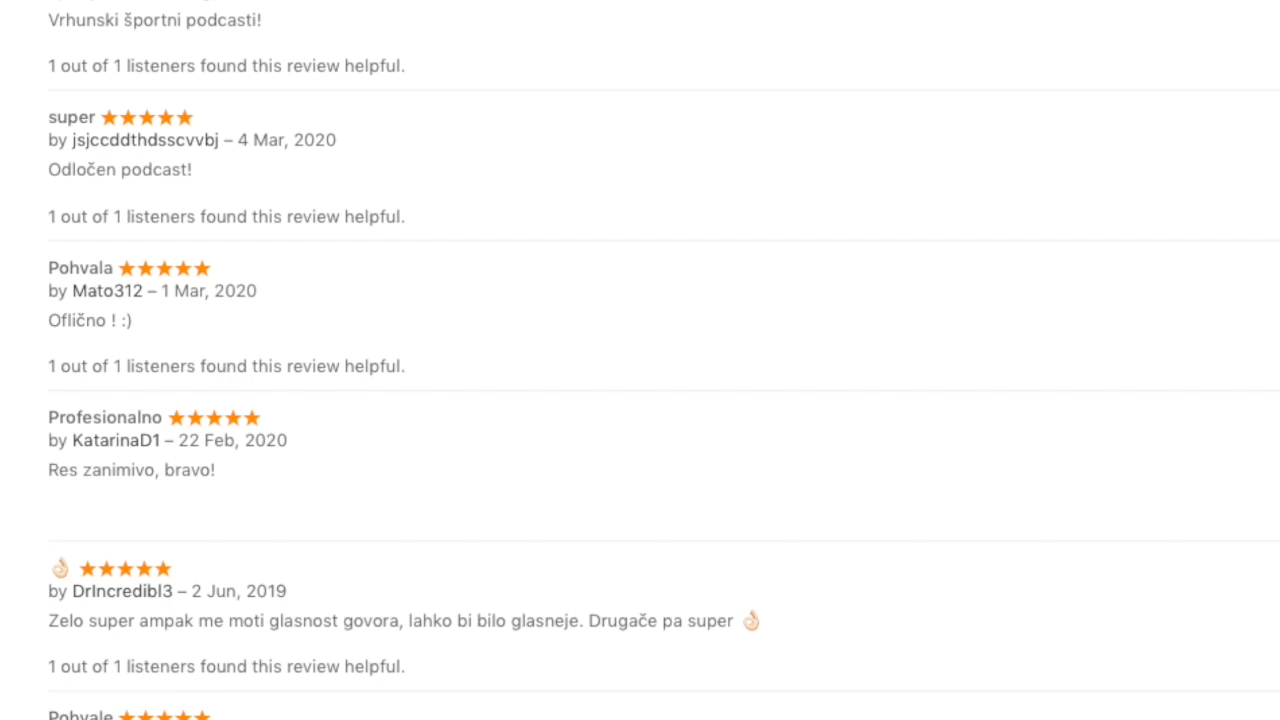 Vrhunski športni podcasti!
1 out of 1 listeners found this review helpful.
super ★★★★★
by jsjccddthdsscvvbj – 4 Mar, 2020
Odločen podcast!
1 out of 1 listeners found this review helpful.
Pohvala ★★★★★
by Mato312 – 1 Mar, 2020
Oflično ! :)
1 out of 1 listeners found this review helpful.
Profesionalno ★★★★★
by KatarinaD1 – 22 Feb, 2020
Res zanimivo, bravo!
👌🏻 ★★★★★
by DrIncredibl3 – 2 Jun, 2019
Zelo super ampak me moti glasnost govora, lahko bi bilo glasneje. Drugače pa super 👌🏻
1 out of 1 listeners found this review helpful.
Pohvale ★★★★★